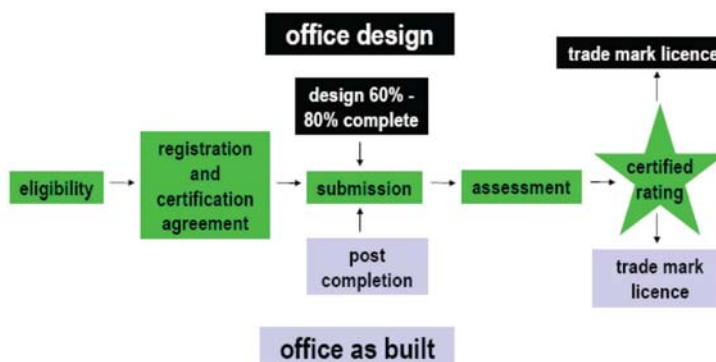 office design
trade mark licence
design 60% -
80% complete
eligibility
registration
and
certification
agreement
submission
assessment
certified
rating
post
completion
trade mark
licence
office as built